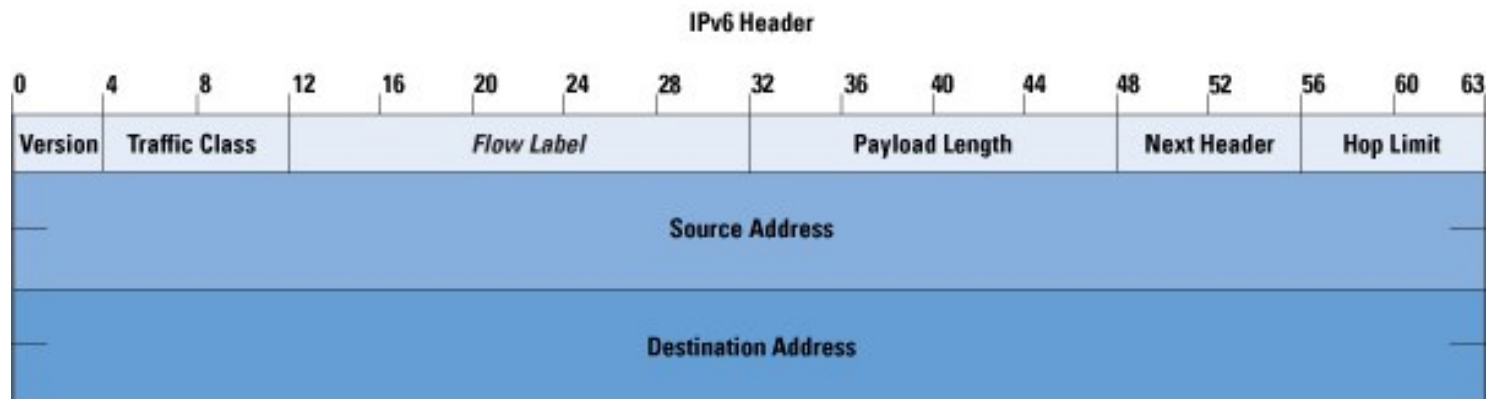 IPv6 Header
0 4 8 12 16 20 24 28 32 36 40 44 48 52 56 60 63
Version Traffic Class Flow Label Payload Length Next Header Hop Limit
Source Address
Destination Address